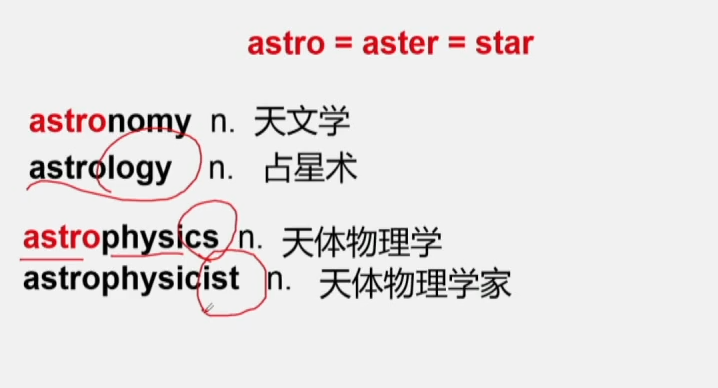 astro = aster = star
astronomy n. 天文学
astrology n. 占星术
astrophysics n. 天体物理学
astrophysicist n. 天体物理学家